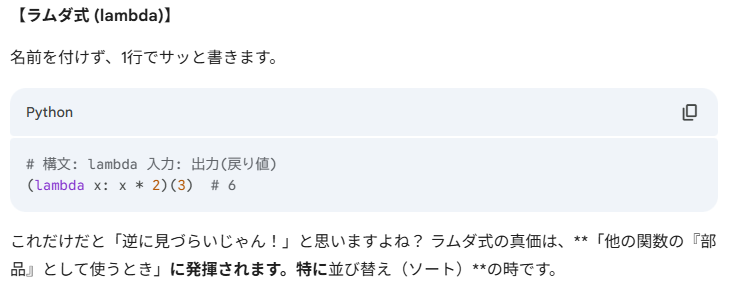 【ラムダ式 (lambda)】
名前を付けず、1行でサッと書きます。
Python
# 構文: lambda 入力: 出力(戻り値)
(lambda x: x * 2)(3)  # 6
これだけだと「逆に見づらいじゃん！」と思いますよね？ ラムダ式の真価は、**「他の関数の『部
品』として使うとき」に発揮されます。特に並び替え（ソート）**の時です。